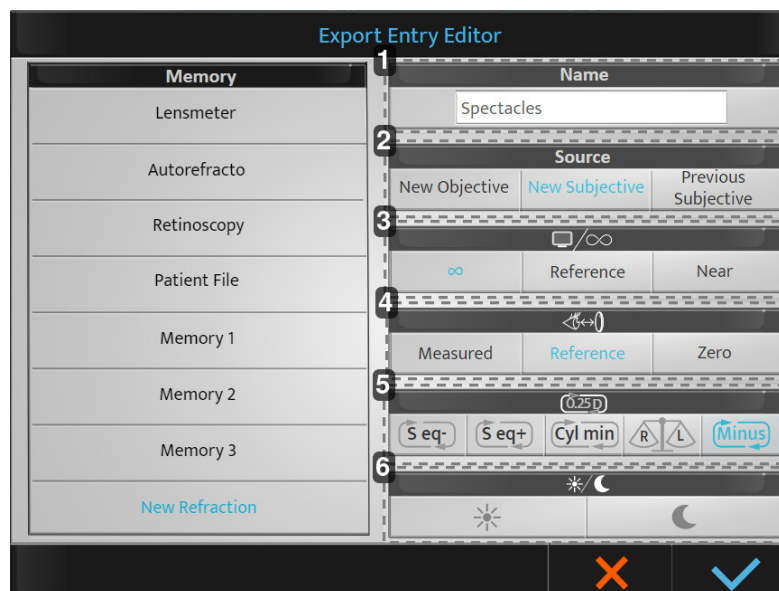 Export Entry Editor
Memory
Lensmeter
Autorefracto
Retinoscopy
Patient File
Memory 1
Memory 2
Memory 3
New Refraction
1
Name
Spectacles
2
Source
New Objective New Subjective Previous
Subjective
3
/∞
∞ Reference Near
4
Measured Reference Zero
5
0.25 D
S eq- S eq+ Cyl min R L Minus
6
/